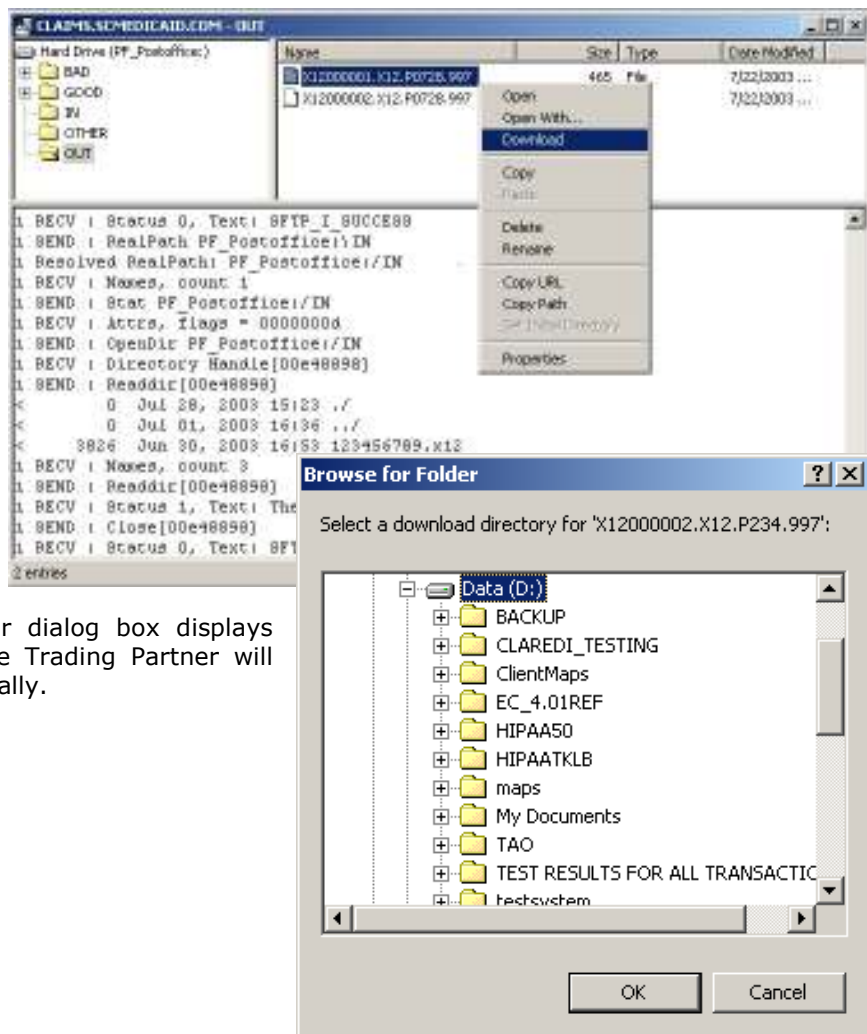 CLAIMS.SCMEDICAID.COM - OUT
Hard Drive (PF_Postoffice:)
BAD
GOOD
IN
OTHER
OUT
Name Size Type Date Modified
X12000001.X12.P0728.997 465 File 7/22/2003 ...
X12000002.X12.P0728.997 7/22/2003 ...
Open
Open With...
Download
Copy
Paste
Delete
Rename
Copy URL
Copy Path
Set Initial Directory
Properties
i RECV : Status 0, Text: SFTP_I_SUCCESS
i SEND : RealPath PF_Postoffice:\IN
i Resolved RealPath: PF_Postoffice:/IN
i RECV : Names, count 1
i SEND : Stat PF_Postoffice:/IN
i RECV : Attrs, flags = 0000000d
i SEND : OpenDir PF_Postoffice:/IN
i RECV : Directory Handle[00e48898]
i SEND : Readdir[00e48898]
< 0 Jul 28, 2003 15:23 ./
< 0 Jul 01, 2003 16:36 ../
< 3826 Jun 30, 2003 16:53 123456789.x12
i RECV : Names, count 3
i SEND : Readdir[00e48898]
i RECV : Status 1, Text: The
i SEND : Close[00e48898]
i RECV : Status 0, Text: SFT
2 entries
r dialog box displays
e Trading Partner will
ally.
Browse for Folder
Select a download directory for 'X12000002.X12.P234.997':
Data (D:)
BACKUP
CLAREDI_TESTING
ClientMaps
EC_4.01REF
HIPAA50
HIPAATKLB
maps
My Documents
TAO
TEST RESULTS FOR ALL TRANSACTIC
testsystem
OK Cancel